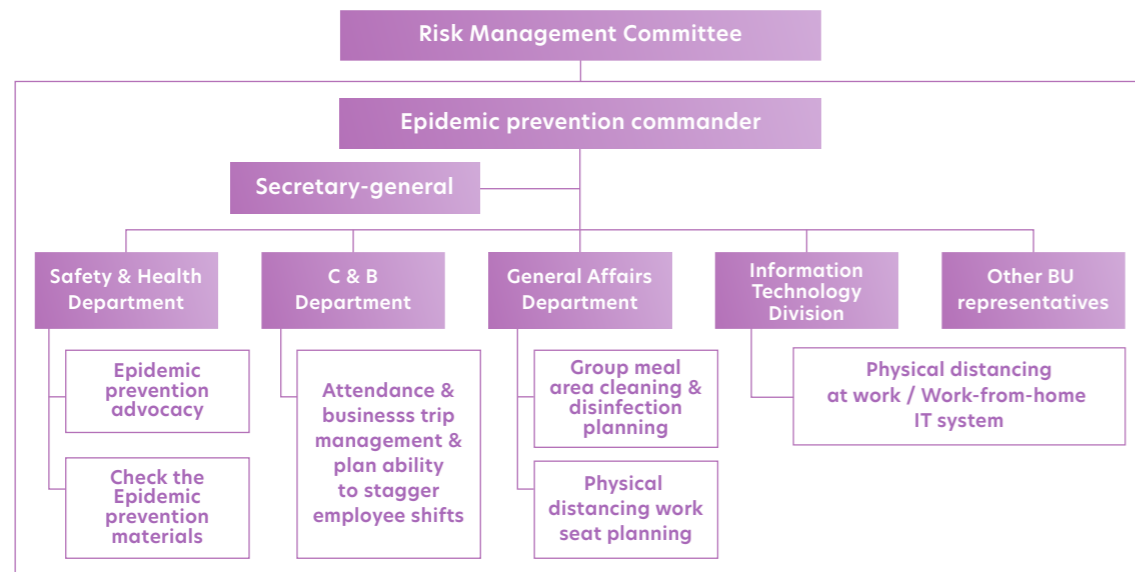 Risk Management Committee
Epidemic prevention commander
Secretary-general
Safety & Health
Department
C & B
Department
General Affairs
Department
Information
Technology
Division
Other BU
representatives
Epidemic
prevention
advocacy
Check the
Epidemic
prevention
materials
Attendance &
businesss trip
management &
plan ability
to stagger
employee shifts
Group meal
area cleaning &
disinfection
planning
Physical
distancing work
seat planning
Physical distancing
at work / Work-from-home
IT system